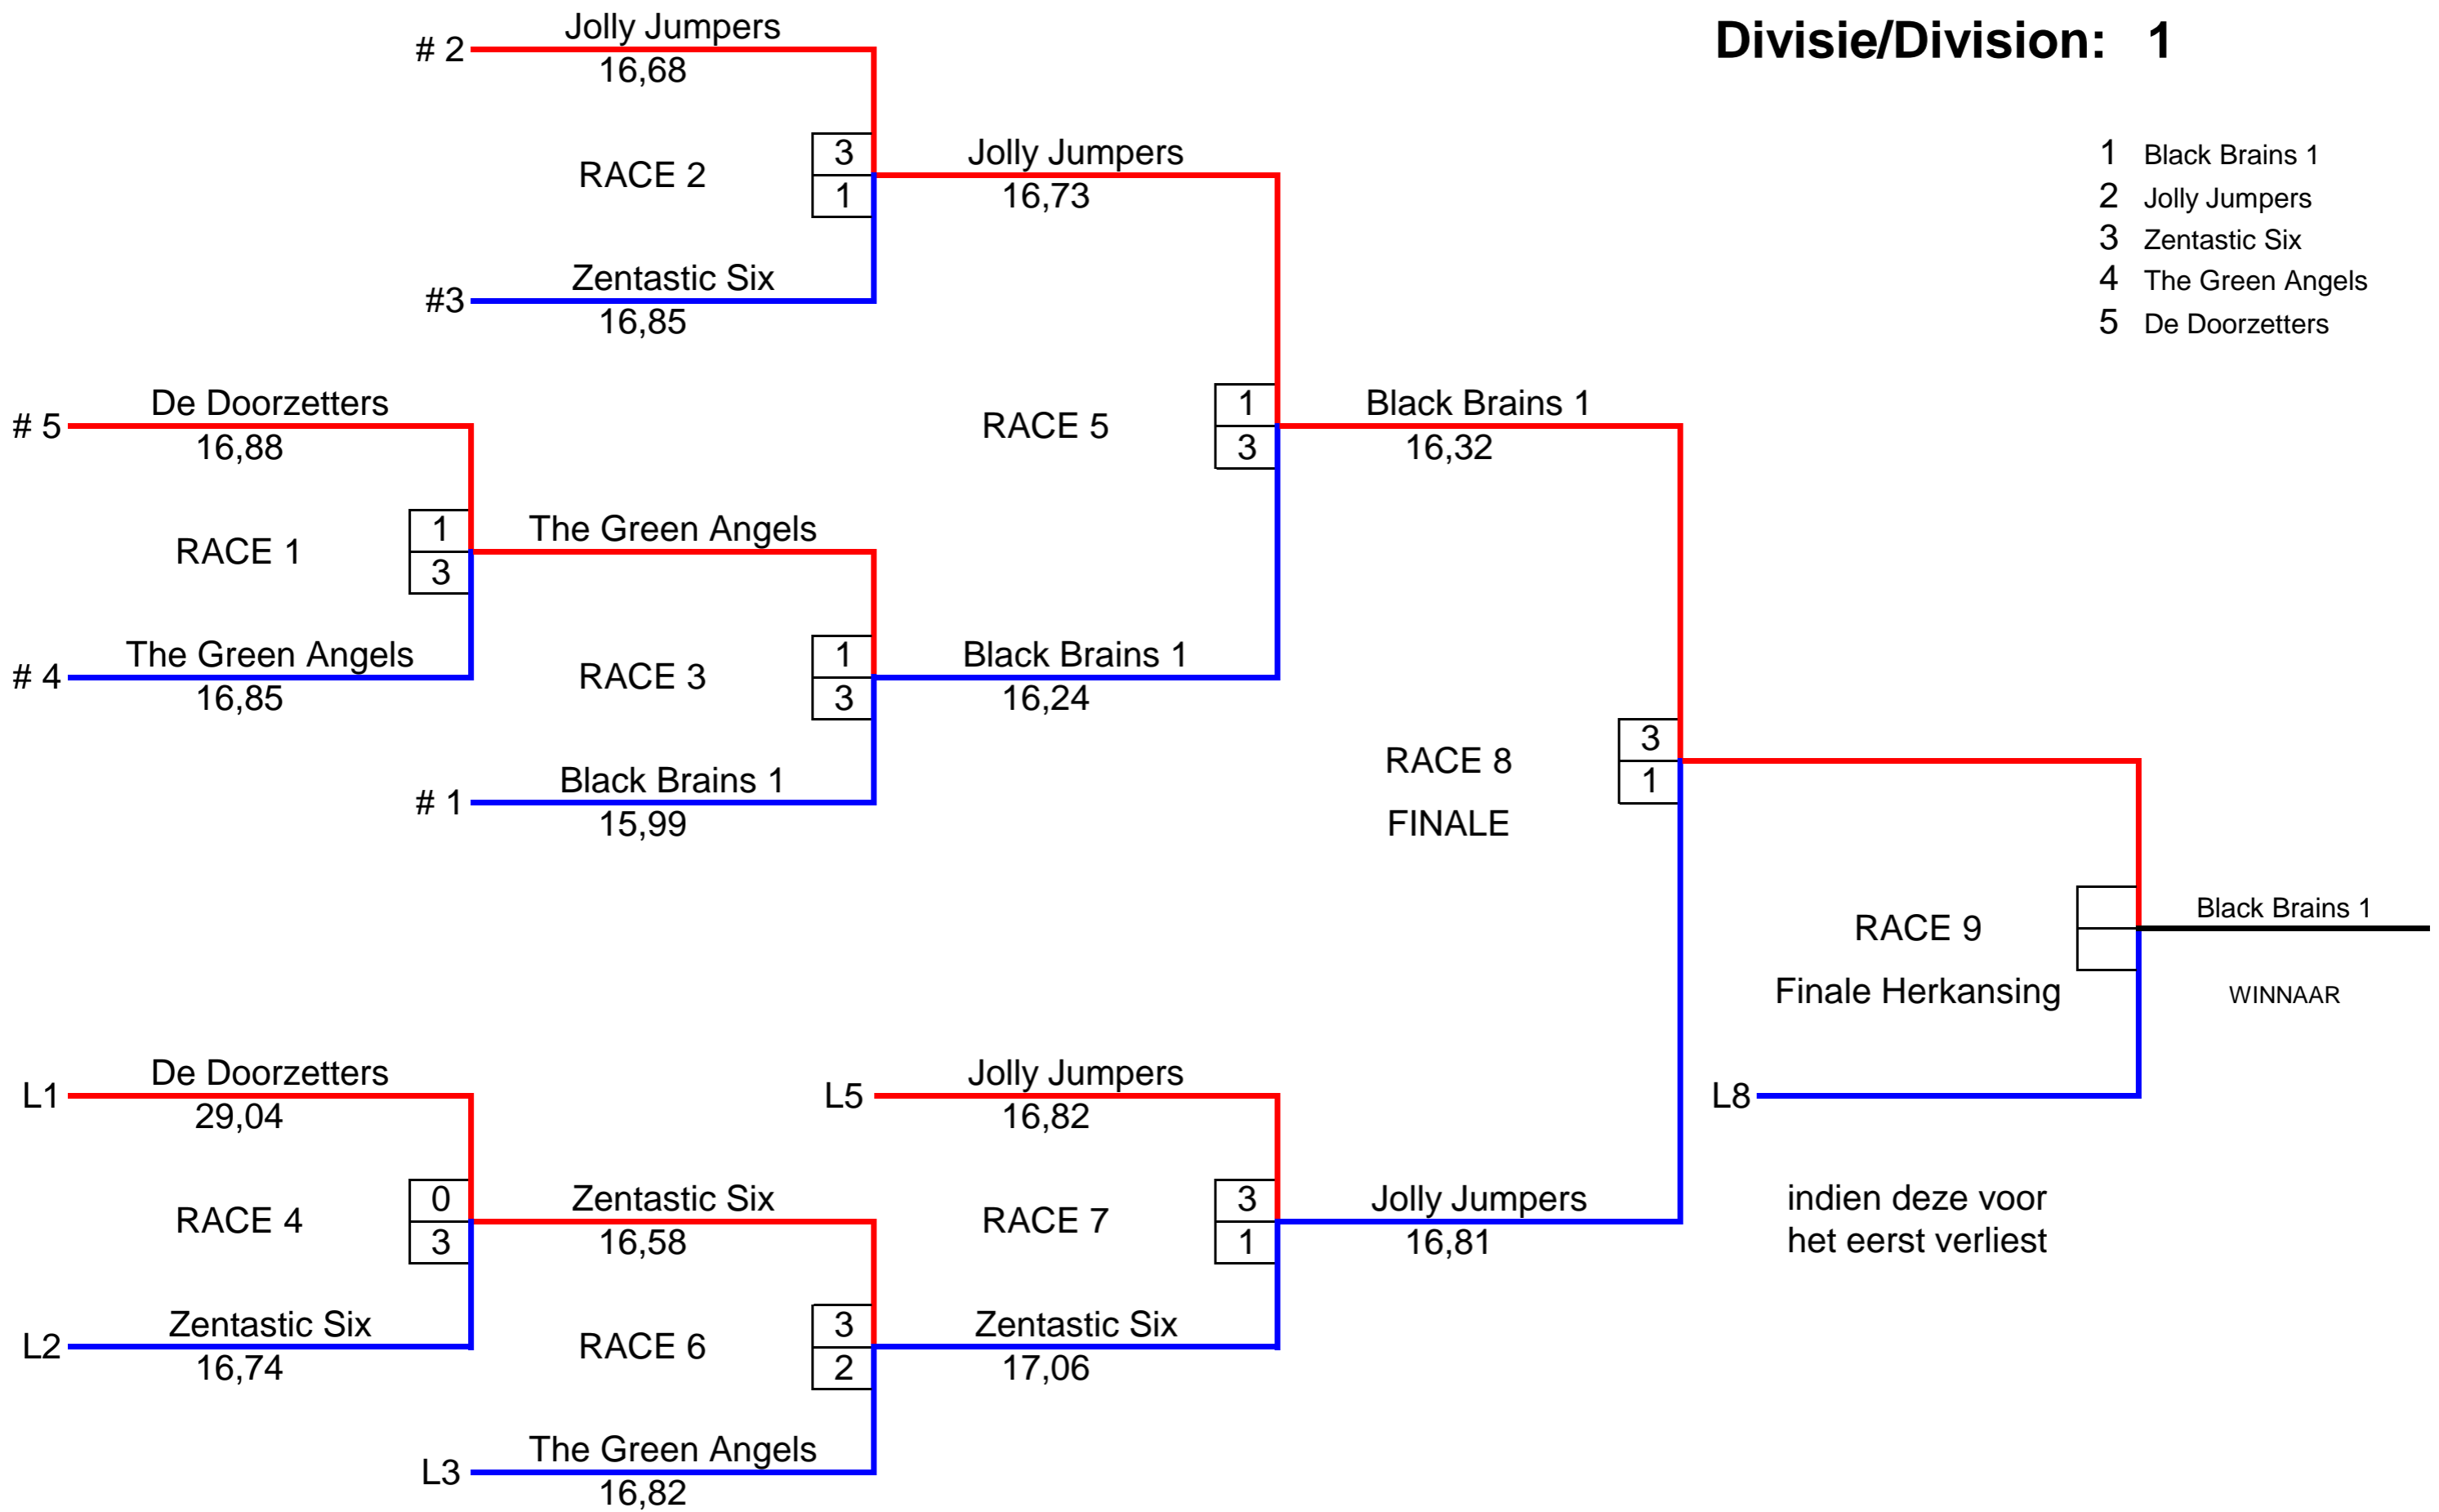 Jolly Jumpers
# 2
16,68
Divisie/Division: 1
RACE 2
3
1
Jolly Jumpers
16,73
1 Black Brains 1
2 Jolly Jumpers
3 Zentastic Six
4 The Green Angels
5 De Doorzetters
Zentastic Six
#3
16,85
De Doorzetters
# 5
16,88
RACE 5
1
3
Black Brains 1
16,32
RACE 1
1
3
The Green Angels
The Green Angels
# 4
16,85
RACE 3
1
3
Black Brains 1
16,24
Black Brains 1
# 1
15,99
RACE 8
FINALE
3
1
RACE 9
Finale Herkansing
Black Brains 1
WINNAAR
De Doorzetters
L1
29,04
Jolly Jumpers
L5
16,82
L8
RACE 4
0
3
Zentastic Six
16,58
RACE 7
3
1
Jolly Jumpers
16,81
indien deze voor
het eerst verliest
Zentastic Six
L2
16,74
RACE 6
3
2
Zentastic Six
17,06
The Green Angels
L3
16,82